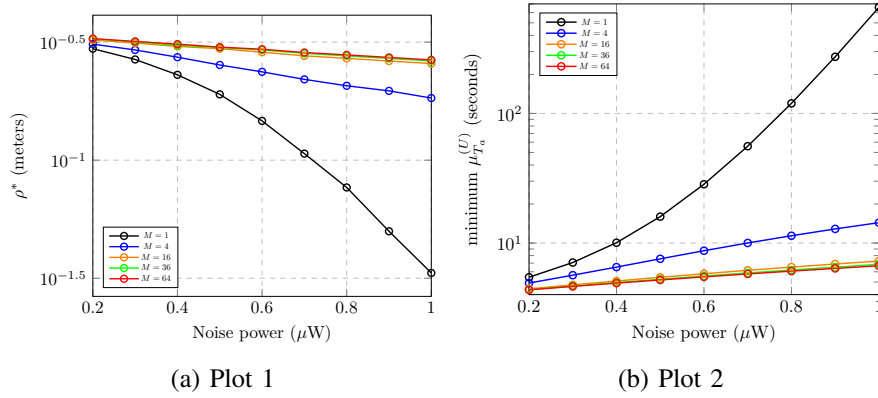 10^−0.5
10^−1
10^−1.5
ρ* (meters)
M = 1
M = 4
M = 16
M = 36
M = 64
0.2 0.4 0.6 0.8 1
Noise power (μW)
(a) Plot 1
10^2
10^1
minimum μ_{T_a}^{(U)} (seconds)
M = 1
M = 4
M = 16
M = 36
M = 64
0.2 0.4 0.6 0.8 1
Noise power (μW)
(b) Plot 2